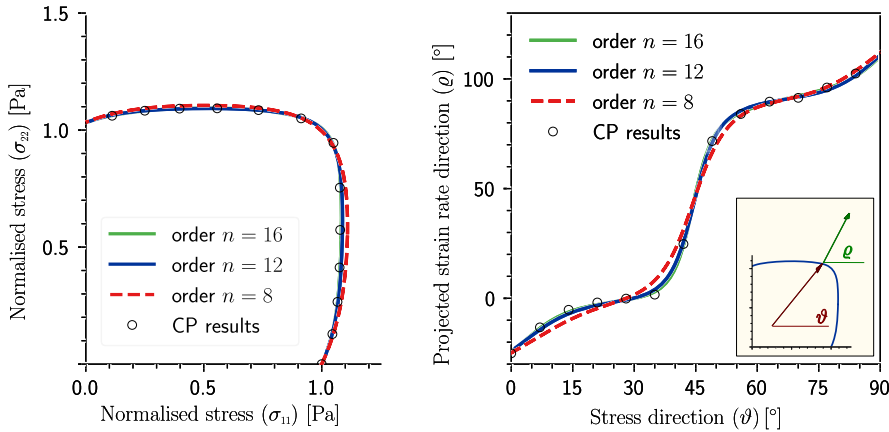 1.5
1.0
0.5
Normalised stress (σ₂₂) [Pa]
order n = 16
order n = 12
order n = 8
CP results
0.0
0.5
1.0
Normalised stress (σ₁₁) [Pa]
order n = 16
order n = 12
order n = 8
CP results
100
50
0
Projected strain rate direction (ϱ) [°]
ϱ
ϑ
0
15
30
45
60
75
90
Stress direction (ϑ) [°]